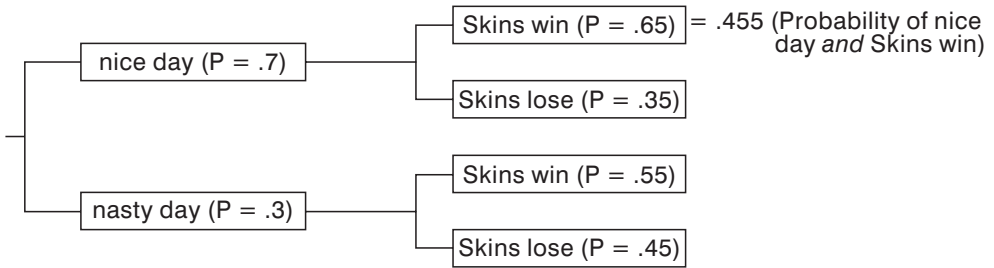 Skins win (P = .65) = .455 (Probability of nice
day and Skins win)
nice day (P = .7)
Skins lose (P = .35)
Skins win (P = .55)
nasty day (P = .3)
Skins lose (P = .45)